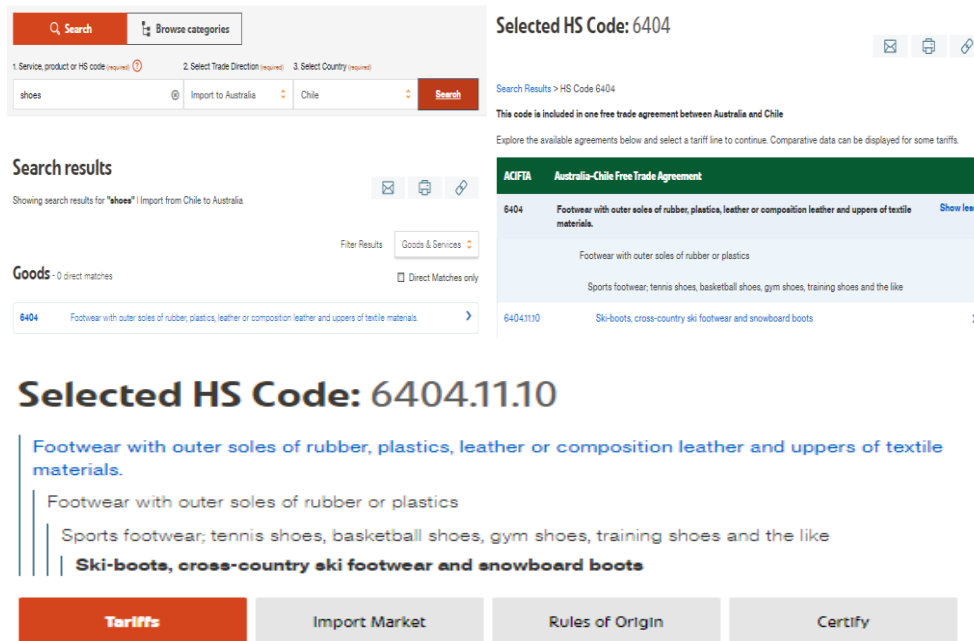 Search
Browse categories
1. Service, product or HS code (required) ?
2. Select Trade Direction (required)
3. Select Country (required)
shoes
Import to Australia
Chile
Search
Search results
Showing search results for "shoes" | Import from Chile to Australia
Filter Results
Goods & Services
Goods - 0 direct matches
Direct Matches only
6404 Footwear with outer soles of rubber, plastics, leather or composition leather and uppers of textile materials.
Selected HS Code: 6404
Search Results > HS Code 6404
This code is included in one free trade agreement between Australia and Chile
Explore the available agreements below and select a tariff line to continue. Comparative data can be displayed for some tariffs.
ACIFTA Australia-Chile Free Trade Agreement
6404 Footwear with outer soles of rubber, plastics, leather or composition leather and uppers of textile Show les
materials.
Footwear with outer soles of rubber or plastics
Sports footwear; tennis shoes, basketball shoes, gym shoes, training shoes and the like
6404.11.10 Ski-boots, cross-country ski footwear and snowboard boots
Selected HS Code: 6404.11.10
Footwear with outer soles of rubber, plastics, leather or composition leather and uppers of textile
materials.
Footwear with outer soles of rubber or plastics
Sports footwear; tennis shoes, basketball shoes, gym shoes, training shoes and the like
Ski-boots, cross-country ski footwear and snowboard boots
Tariffs
Import Market
Rules of Origin
Certify